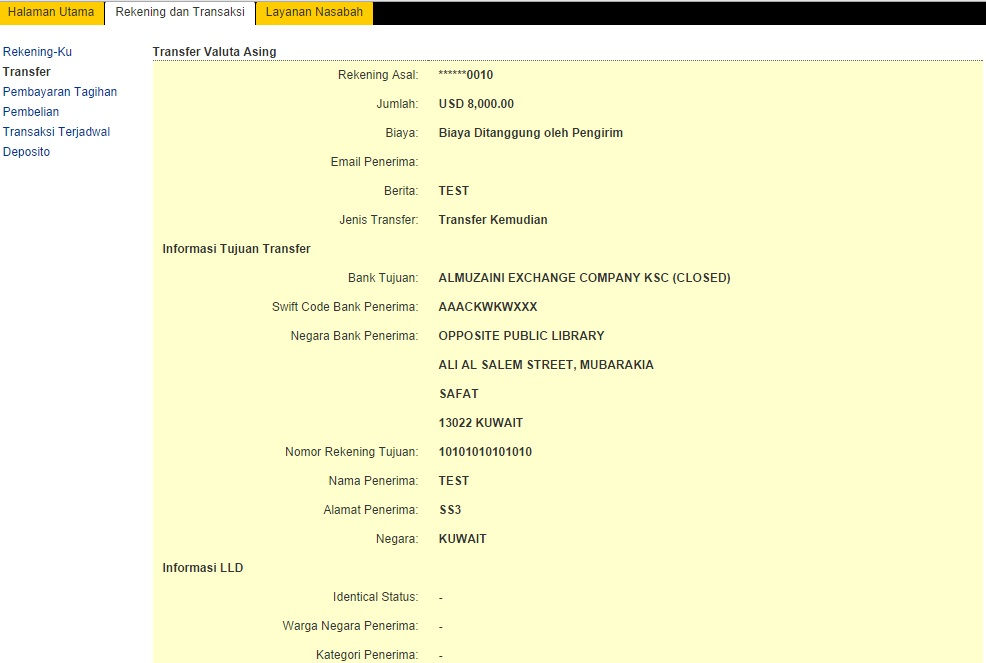 Halaman Utama Rekening dan Transaksi Layanan Nasabah
Rekening-Ku
Transfer
Pembayaran Tagihan
Pembelian
Transaksi Terjadwal
Deposito
Transfer Valuta Asing
Rekening Asal: ******0010
Jumlah: USD 8,000.00
Biaya: Biaya Ditanggung oleh Pengirim
Email Penerima:
Berita: TEST
Jenis Transfer: Transfer Kemudian
Informasi Tujuan Transfer
Bank Tujuan: ALMUZAINI EXCHANGE COMPANY KSC (CLOSED)
Swift Code Bank Penerima: AAACKWKWXXX
Negara Bank Penerima: OPPOSITE PUBLIC LIBRARY
ALI AL SALEM STREET, MUBARAKIA
SAFAT
13022 KUWAIT
Nomor Rekening Tujuan: 10101010101010
Nama Penerima: TEST
Alamat Penerima: SS3
Negara: KUWAIT
Informasi LLD
Identical Status: -
Warga Negara Penerima: -
Kategori Penerima: -